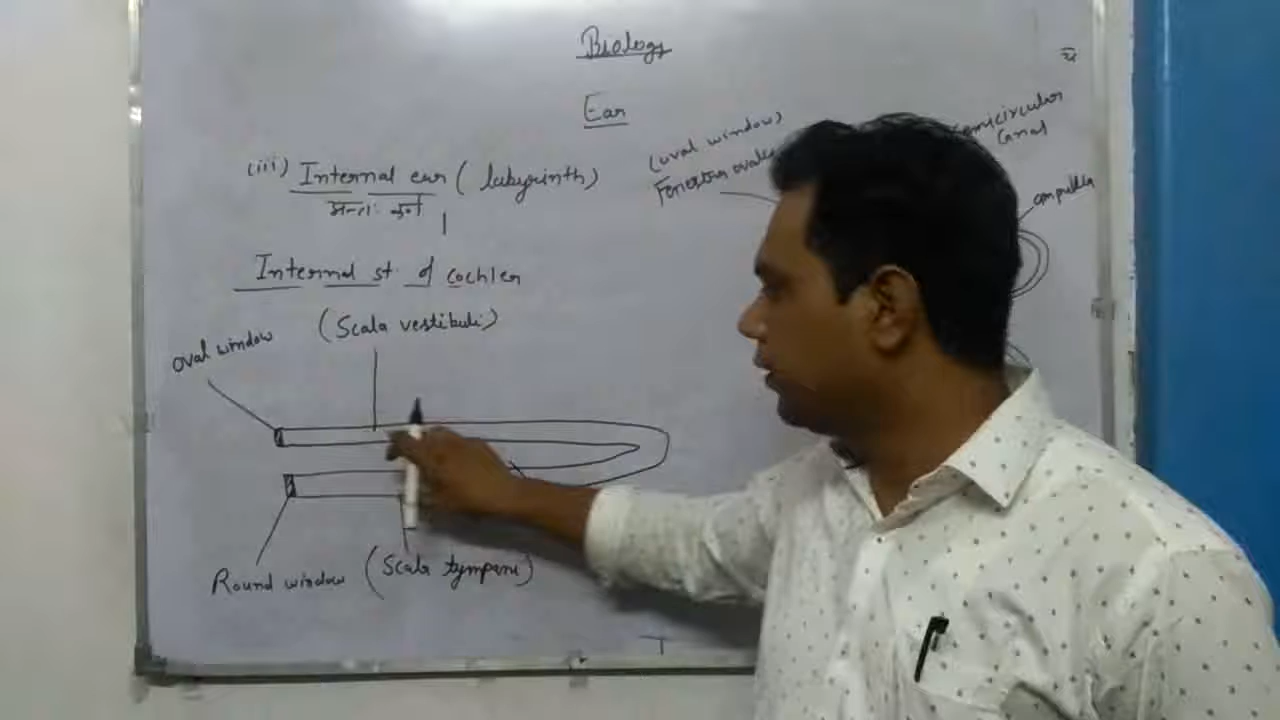 Biology
Ear
(iii) Internal ear ( labyrinth)
अन्तः कर्ण
Internal st. of cochlea
(Scala vestibuli)
oval window
Round window
(Scala tympani)
(oval window)
Fenestra ovalis
Semicircular
Canal
ampulla